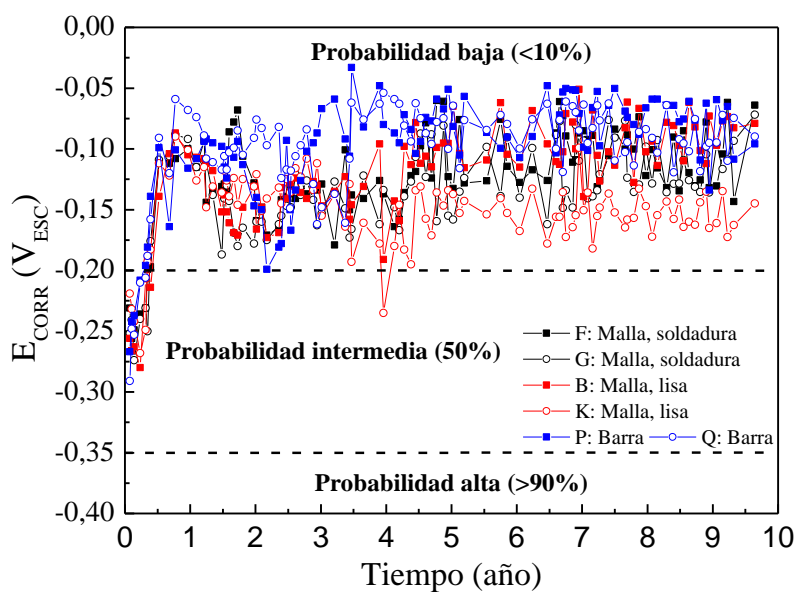 0,00
-0,05
-0,10
-0,15
-0,20
-0,25
-0,30
-0,35
-0,40
E_CORR (V_ESC)
Probabilidad baja (<10%)
Probabilidad intermedia (50%)
F: Malla, soldadura
G: Malla, soldadura
B: Malla, lisa
K: Malla, lisa
P: Barra Q: Barra
Probabilidad alta (>90%)
0 1 2 3 4 5 6 7 8 9 10
Tiempo (año)